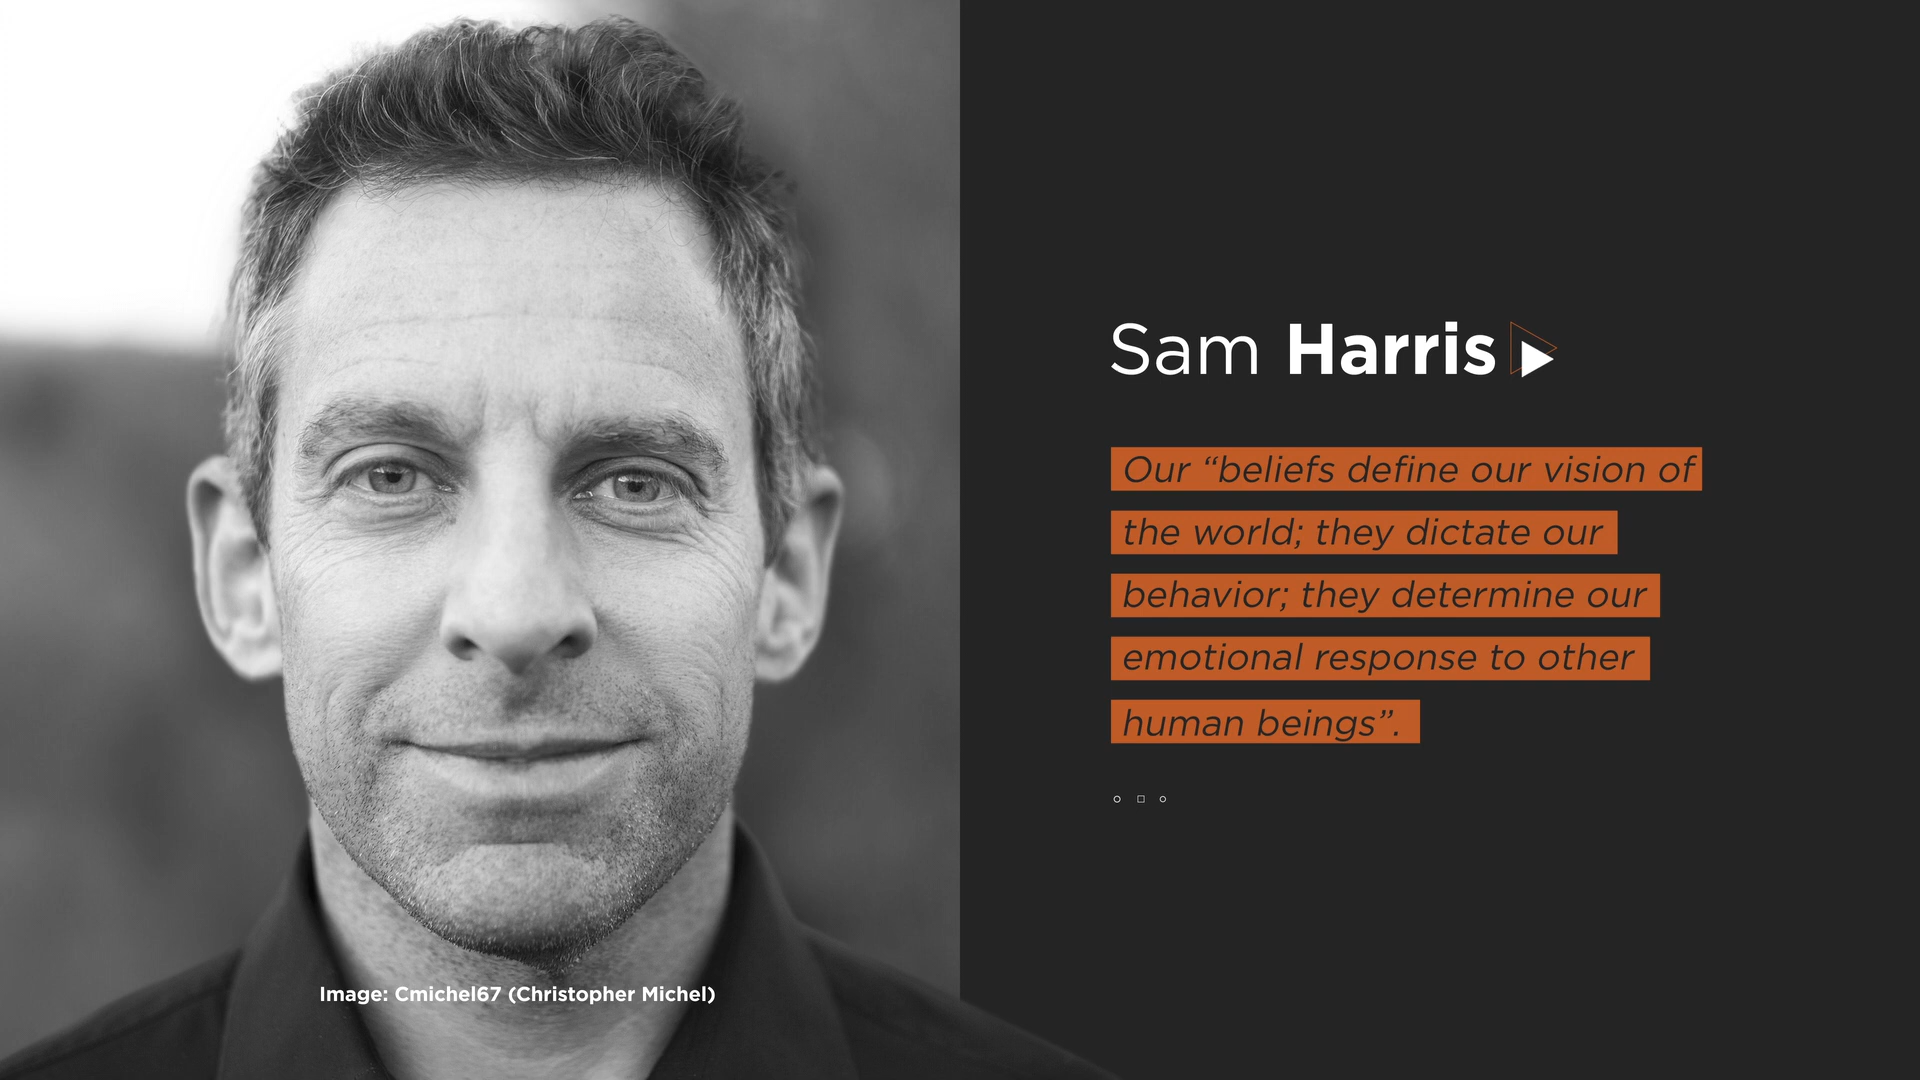 Sam Harris
Our “beliefs define our vision of
the world; they dictate our
behavior; they determine our
emotional response to other
human beings”.
Image: Cmichel67 (Christopher Michel)